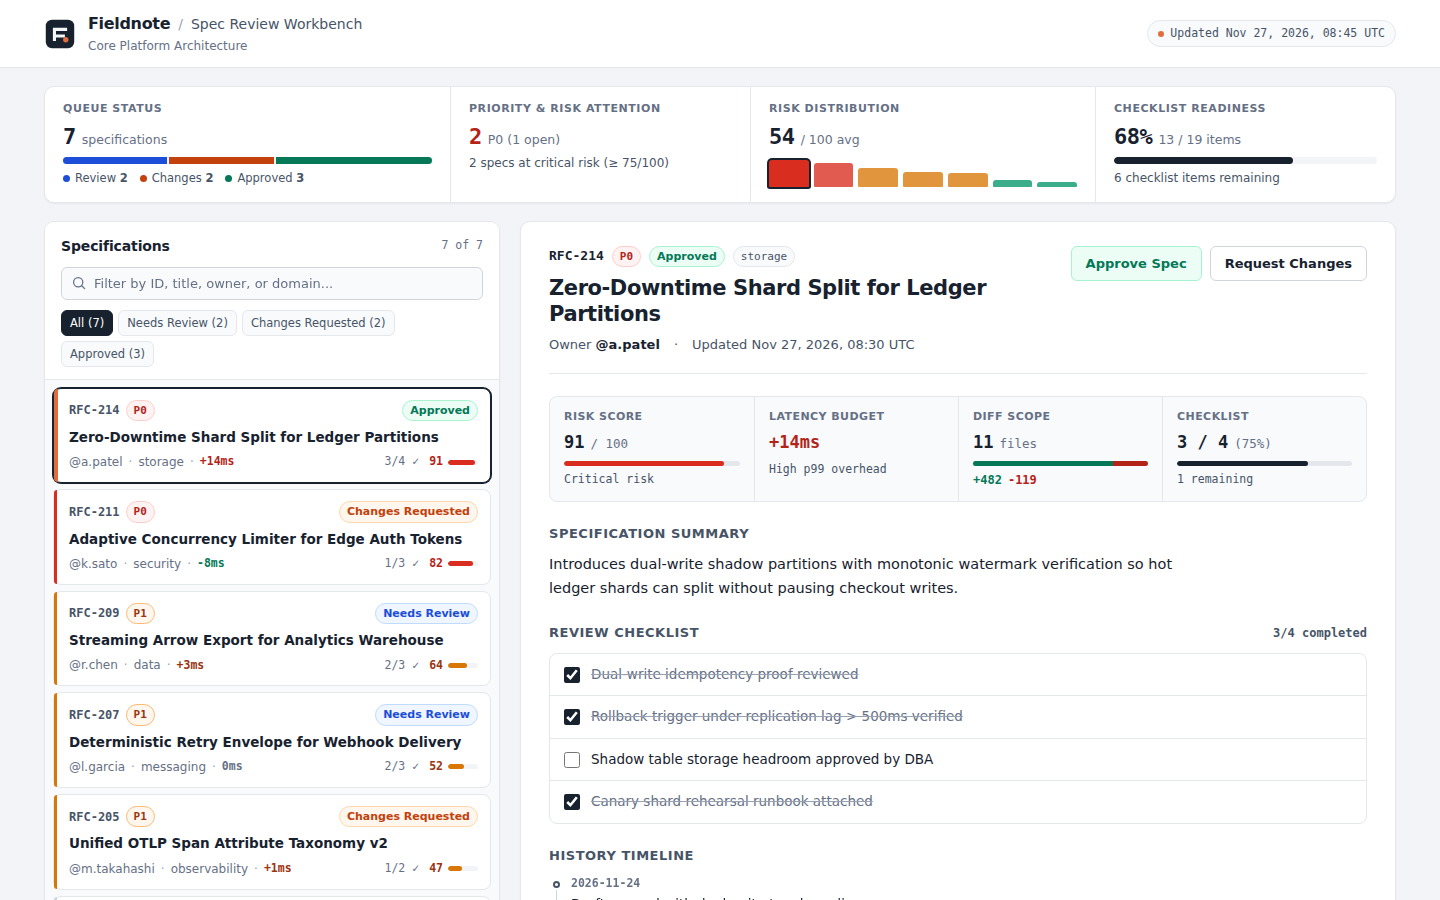 Fieldnote / Spec Review Workbench
Core Platform Architecture
Updated Nov 27, 2026, 08:45 UTC
QUEUE STATUS
7 specifications
Review 2 Changes 2 Approved 3
PRIORITY & RISK ATTENTION
2 P0 (1 open)
2 specs at critical risk (≥ 75/100)
RISK DISTRIBUTION
54 / 100 avg
CHECKLIST READINESS
68% 13 / 19 items
6 checklist items remaining
Specifications 7 of 7
Filter by ID, title, owner, or domain...
All (7) Needs Review (2) Changes Requested (2)
Approved (3)
RFC-214 P0 Approved
Zero-Downtime Shard Split for Ledger Partitions
@a.patel · storage · +14ms 3/4 ✓ 91
RFC-211 P0 Changes Requested
Adaptive Concurrency Limiter for Edge Auth Tokens
@k.sato · security · -8ms 1/3 ✓ 82
RFC-209 P1 Needs Review
Streaming Arrow Export for Analytics Warehouse
@r.chen · data · +3ms 2/3 ✓ 64
RFC-207 P1 Needs Review
Deterministic Retry Envelope for Webhook Delivery
@l.garcia · messaging · 0ms 2/3 ✓ 52
RFC-205 P1 Changes Requested
Unified OTLP Span Attribute Taxonomy v2
@m.takahashi · observability · +1ms 1/2 ✓ 47
RFC-214 P0 Approved storage
Zero-Downtime Shard Split for Ledger
Partitions
Owner @a.patel · Updated Nov 27, 2026, 08:30 UTC
Approve Spec Request Changes
RISK SCORE
91 / 100
Critical risk
LATENCY BUDGET
+14ms
High p99 overhead
DIFF SCOPE
11 files
+482 -119
CHECKLIST
3 / 4 (75%)
1 remaining
SPECIFICATION SUMMARY
Introduces dual-write shadow partitions with monotonic watermark verification so hot
ledger shards can split without pausing checkout writes.
REVIEW CHECKLIST 3/4 completed
Dual-write idempotency proof reviewed
Rollback trigger under replication lag > 500ms verified
Shadow table storage headroom approved by DBA
Canary shard rehearsal runbook attached
HISTORY TIMELINE
2026-11-24